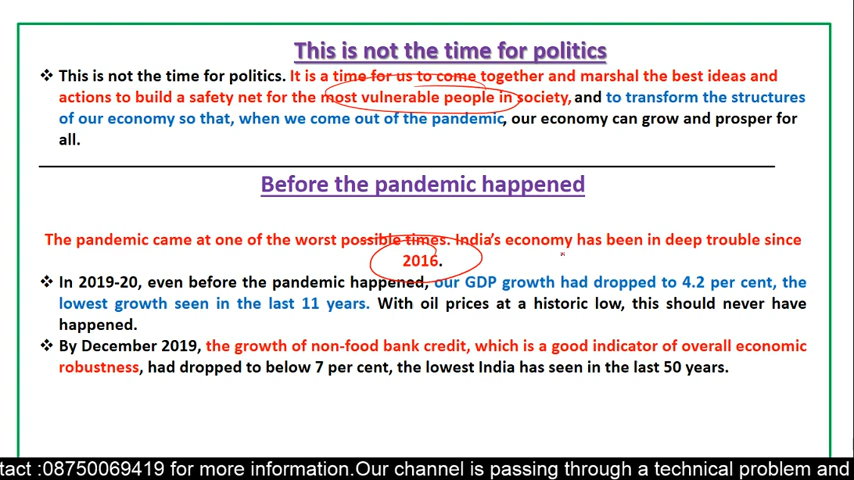 This is not the time for politics
❖ This is not the time for politics. It is a time for us to come together and marshal the best ideas and
actions to build a safety net for the most vulnerable people in society, and to transform the structures
of our economy so that, when we come out of the pandemic, our economy can grow and prosper for
all.
Before the pandemic happened
The pandemic came at one of the worst possible times. India's economy has been in deep trouble since
2016.
❖ In 2019-20, even before the pandemic happened, our GDP growth had dropped to 4.2 per cent, the
lowest growth seen in the last 11 years. With oil prices at a historic low, this should never have
happened.
❖ By December 2019, the growth of non-food bank credit, which is a good indicator of overall economic
robustness, had dropped to below 7 per cent, the lowest India has seen in the last 50 years.
tact :08750069419 for more information.Our channel is passing through a technical problem and